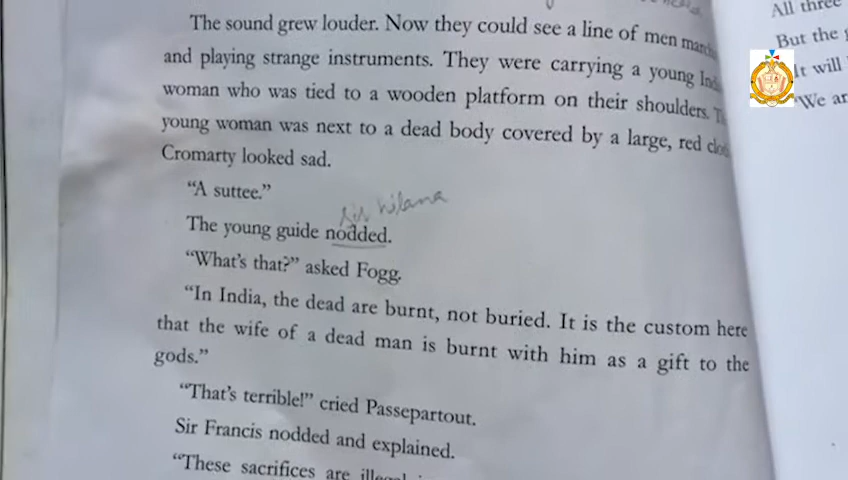 The sound grew louder. Now they could see a line of men
and playing strange instruments. They were carrying a young
woman who was tied to a wooden platform on their shoulders.
young woman was next to a dead body covered by a large, red
Cromarty looked sad.
“A suttee.”
hilana
The young guide nodded.
“What’s that?” asked Fogg.
“In India, the dead are burnt, not buried. It is the custom here
that the wife of a dead man is burnt with him as a gift to the
gods.”
“That’s terrible!” cried Passepartout.
Sir Francis nodded and explained.
“These sacrifices are
All three
But the
It will
“We